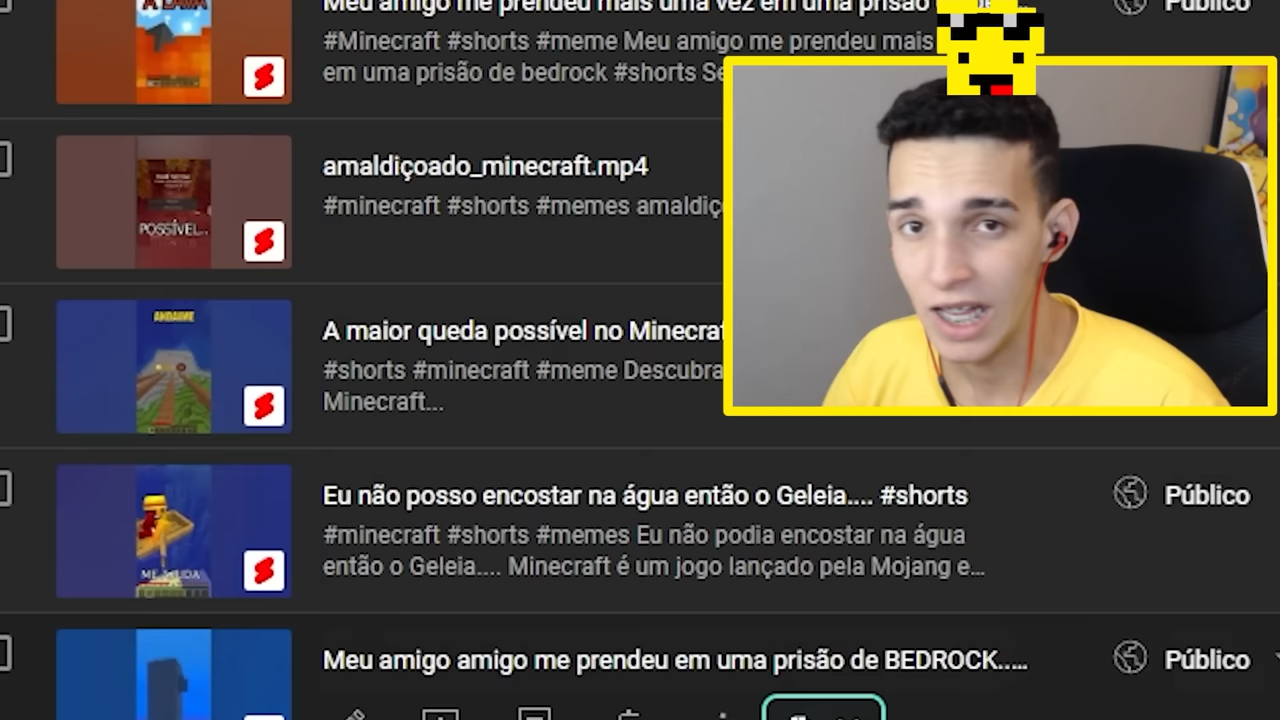 Meu amigo me prendeu mais uma vez em uma prisão
Público
#Minecraft #shorts #meme Meu amigo me prendeu mais
em uma prisão de bedrock #shorts
A LAVA
amaldiçoado_minecraft.mp4
#minecraft #shorts #memes
POSSÍVEL..
ANDAIME
A maior queda possível no
#shorts #minecraft #meme Descubra
Minecraft...
Eu não posso encostar na água então o Geleia.... #shorts
Público
#minecraft #shorts #memes Eu não podia encostar na água
então o Geleia.... Minecraft é um jogo lançado pela Mojang e...
ME AJUDA
Meu amigo amigo me prendeu em uma prisão de BEDROCK.....
Público